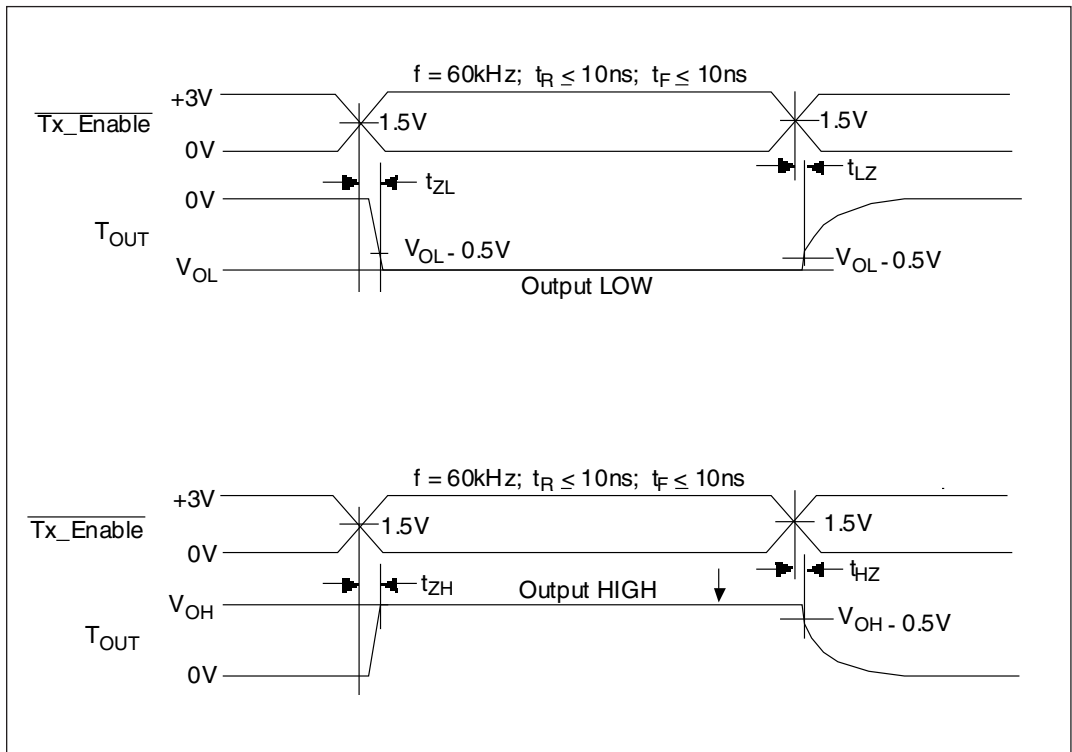 f = 60kHz; tR ≤ 10ns; tF ≤ 10ns
+3V
Tx_Enable
1.5V
1.5V
0V
tZL
tLZ
0V
TOUT
VOL - 0.5V
VOL - 0.5V
VOL
Output LOW
f = 60kHz; tR ≤ 10ns; tF ≤ 10ns
+3V
Tx_Enable
1.5V
1.5V
0V
tZH
Output HIGH
tHZ
VOH
VOH - 0.5V
TOUT
0V